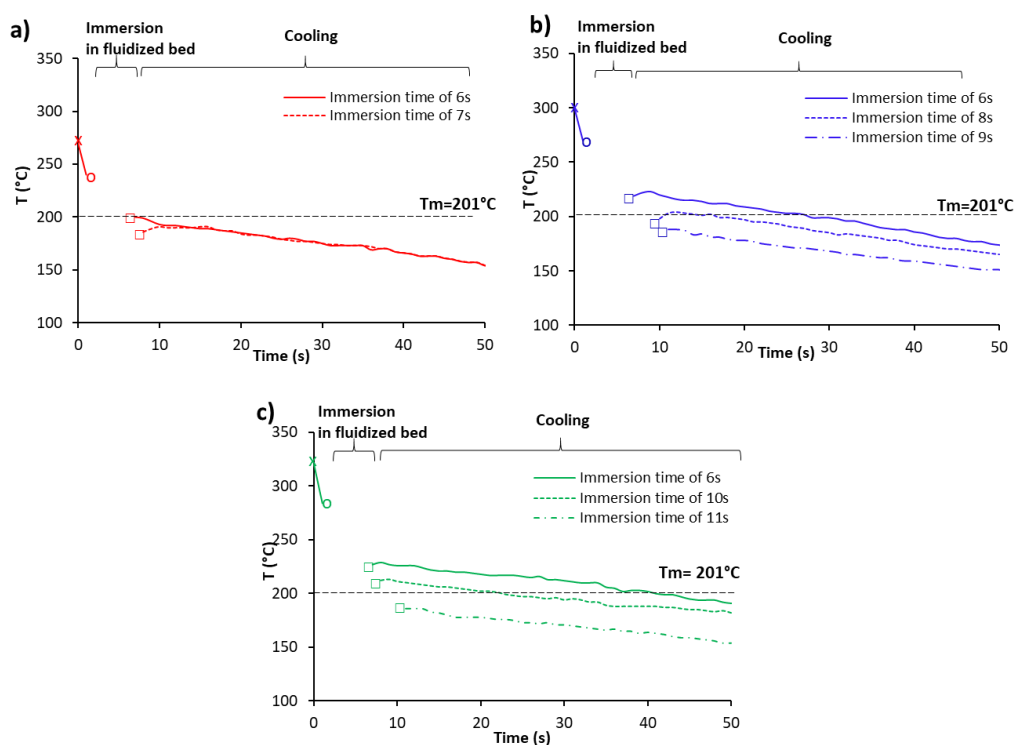 a)
Immersion
in fluidized bed
Cooling
350
300
250
200
150
100
T (°C)
X
O
Immersion time of 6s
Immersion time of 7s
Tm=201°C
0
10
20
30
40
50
Time (s)
b)
Immersion
in fluidized bed
Cooling
350
300
250
200
150
100
T (°C)
X
O
Immersion time of 6s
Immersion time of 8s
Immersion time of 9s
Tm=201°C
0
10
20
30
40
50
Time (s)
c)
Immersion
in fluidized bed
Cooling
350
300
250
200
150
100
T (°C)
X
O
Immersion time of 6s
Immersion time of 10s
Immersion time of 11s
Tm= 201°C
0
10
20
30
40
50
Time (s)